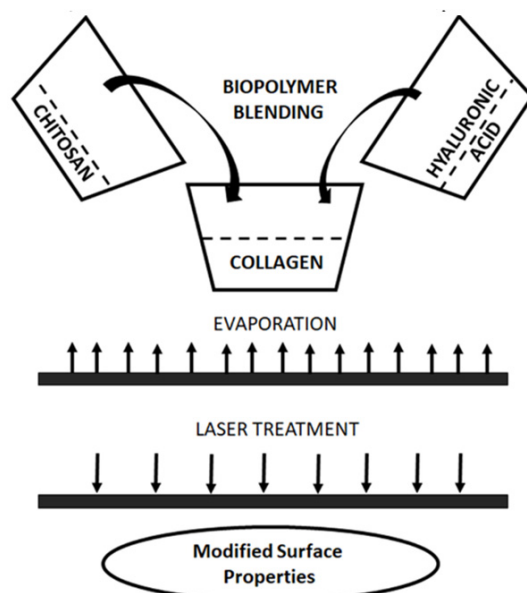 BIOPOLYMER
BLENDING
CHITOSAN
HYALURONIC
ACID
COLLAGEN
EVAPORATION
LASER TREATMENT
Modified Surface
Properties